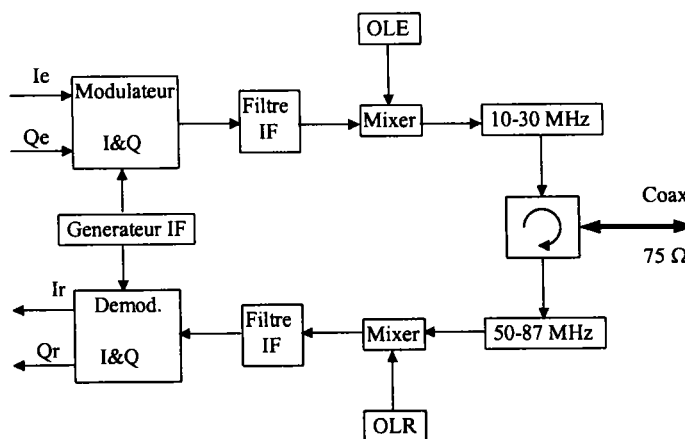 OLE
Ie
Modulateur
Filtre
IF
Mixer
10-30 MHz
Qe
I&Q
Coax
75 Ω
Generateur IF
Ir
Demod.
Filtre
IF
Mixer
50-87 MHz
Qr
I&Q
OLR